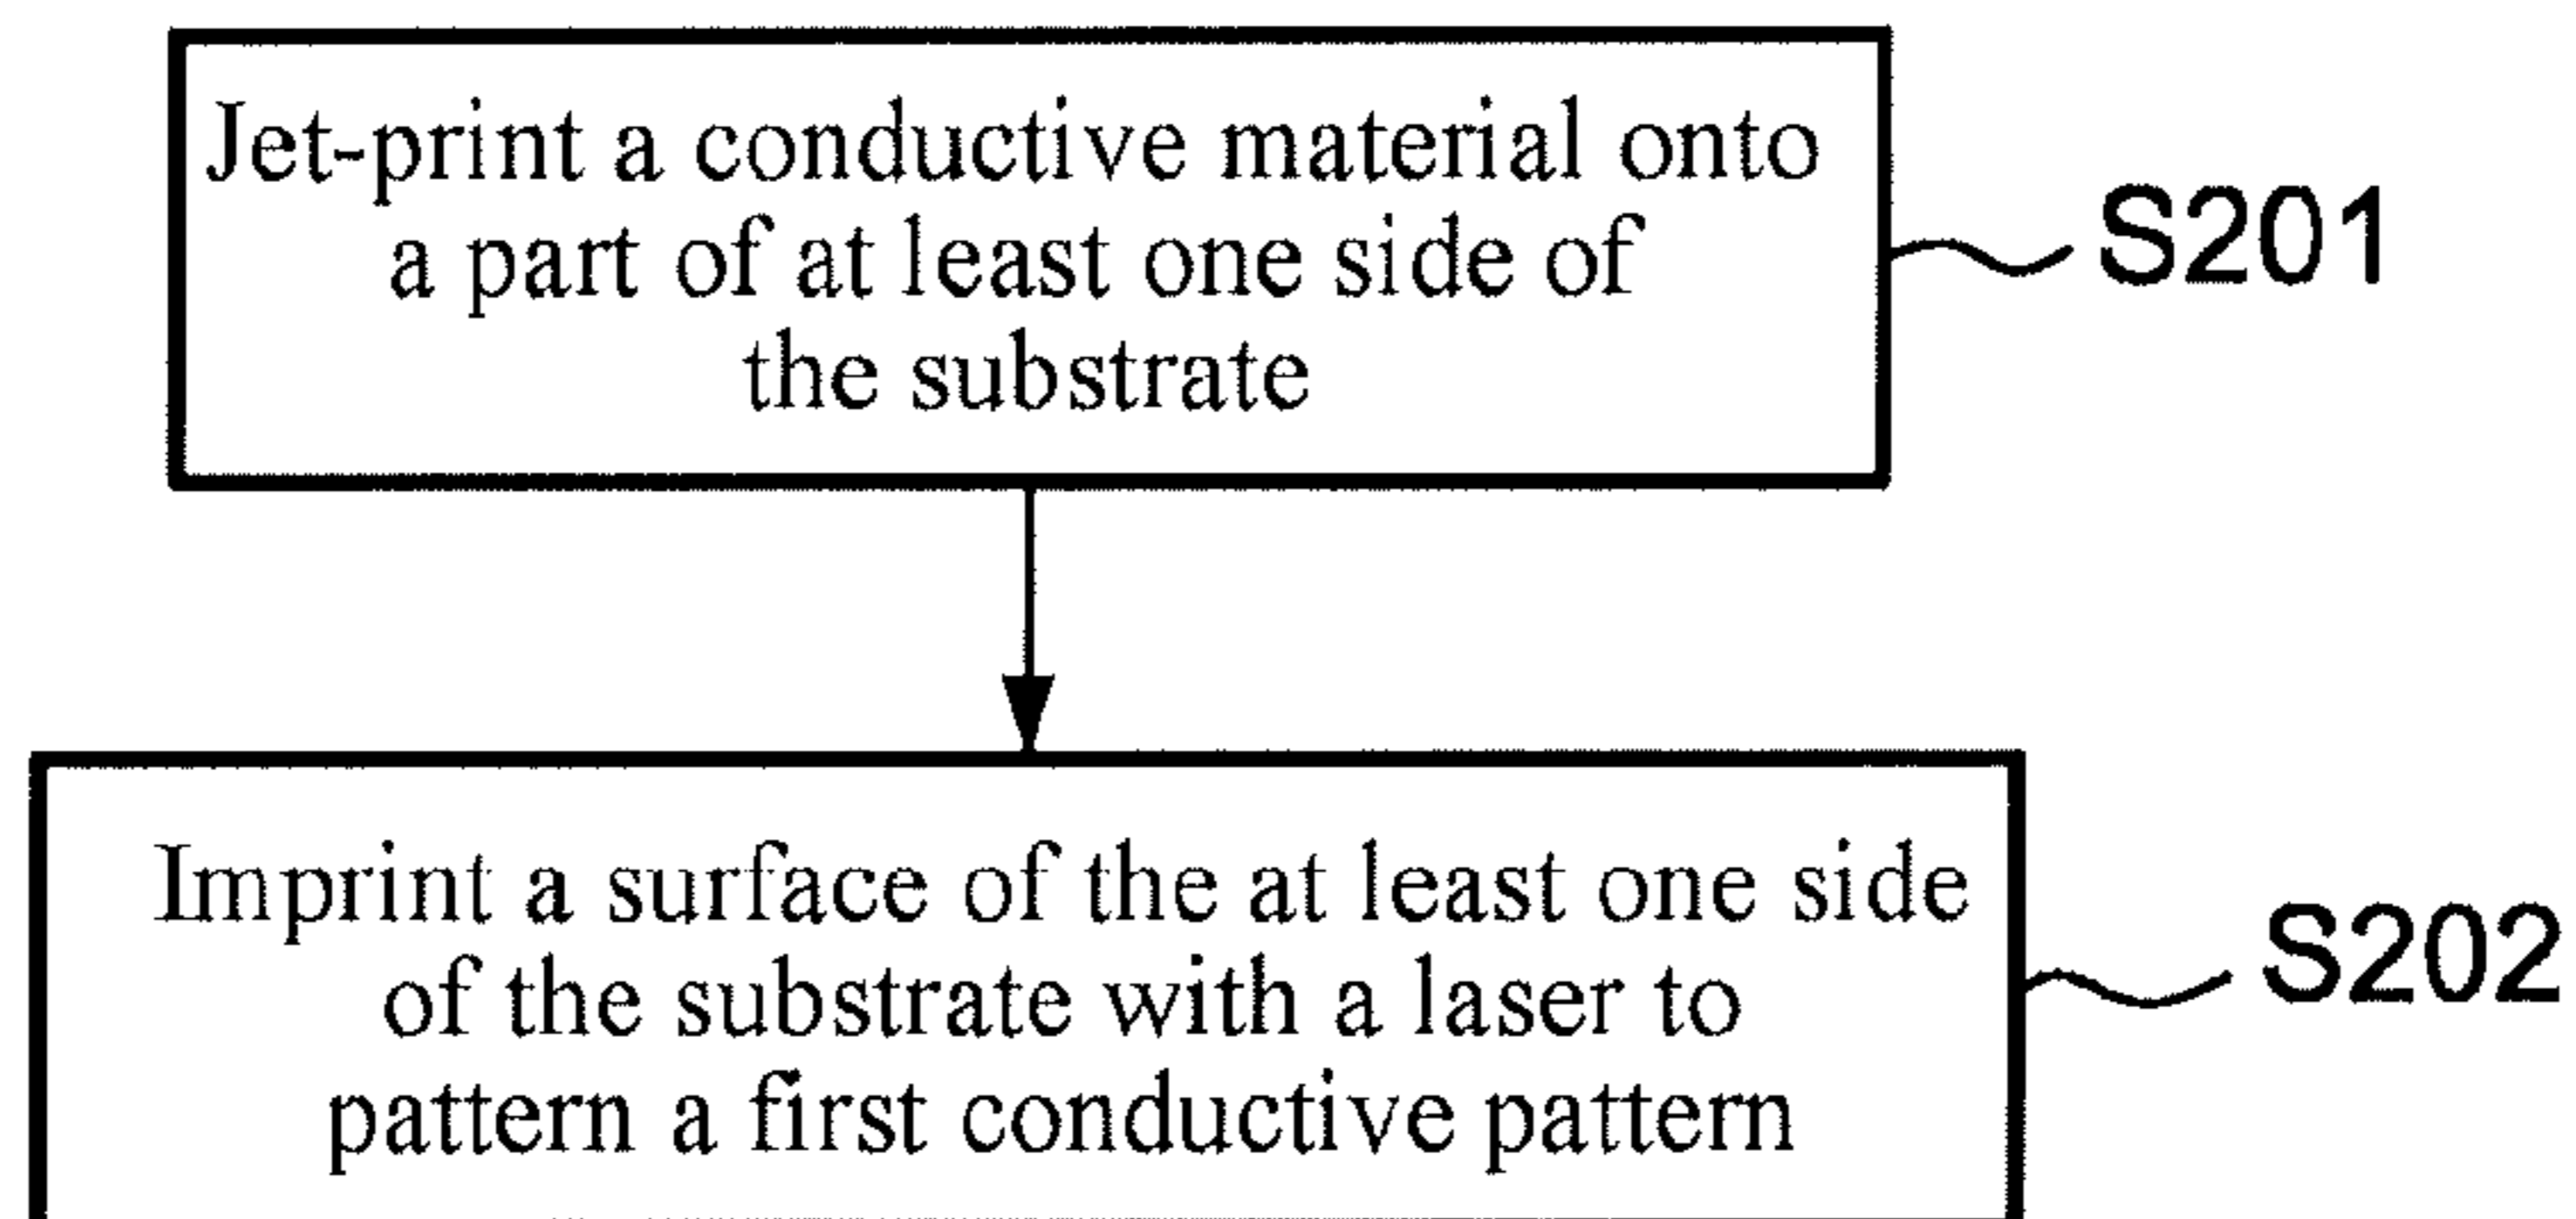 Jet-print a conductive material onto
a part of at least one side of
the substrate
S201
Imprint a surface of the at least one side
of the substrate with a laser to
pattern a first conductive pattern
S202